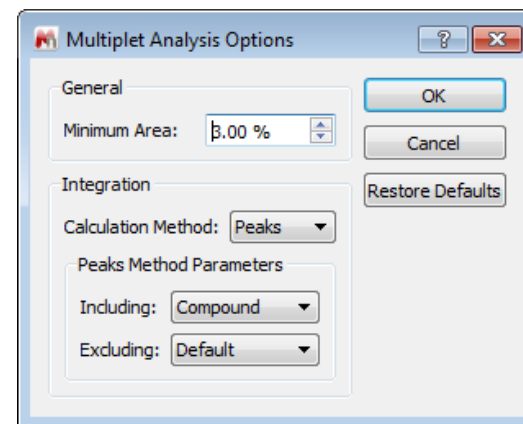 Multiplet Analysis Options
General
Minimum Area: 3.00 %
Integration
Calculation Method: Peaks
Peaks Method Parameters
Including: Compound
Excluding: Default
OK
Cancel
Restore Defaults